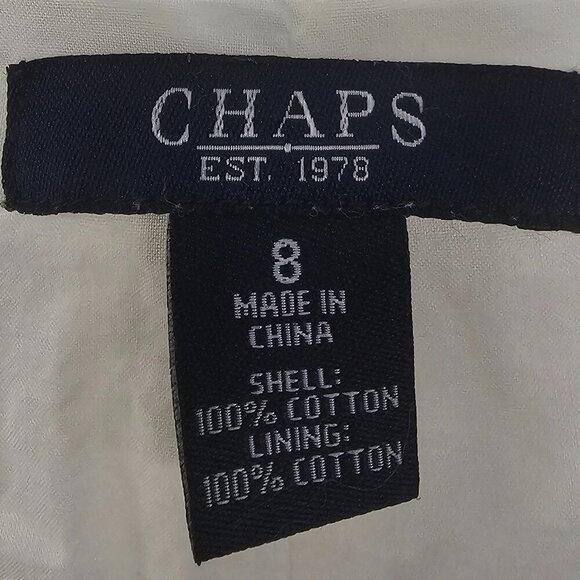 CHAPS
EST. 1978
8
MADE IN
CHINA
SHELL:
100% COTTON
LINING:
100% COTTON